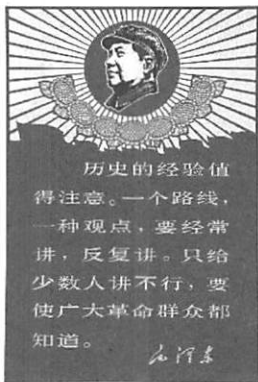 历史的经验值
得注意。一个路线，
一种观点，要经常
讲，反复讲。只给
少数人讲不行，要
使广大革命群众都
知道。
毛泽东